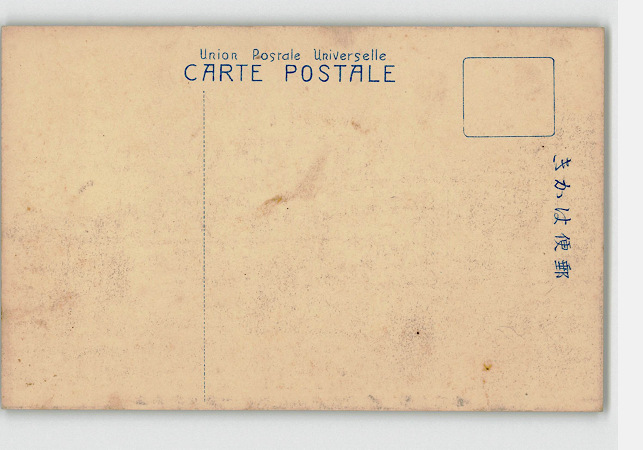 Union Postale Universelle
CARTE POSTALE
きかは便郵